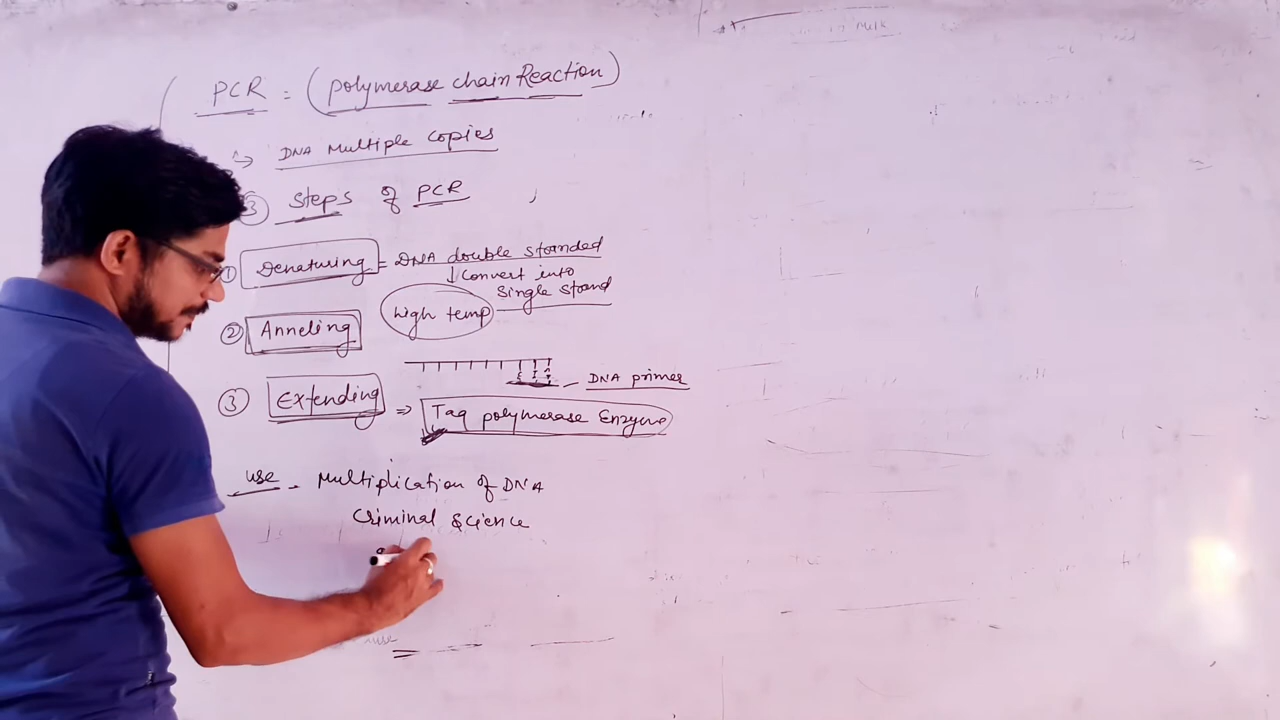 PCR = (polymerase chain Reaction)
↳ DNA Multiple Copies
③ Steps of PCR
① Denaturing = DNA double stranded
↓ Convert into
Single Strand
High temp
② Anneling
DNA primer
③ Extending ⇒ Taq polymerase Enzyme
use - Multiplication of DNA
Criminal Science